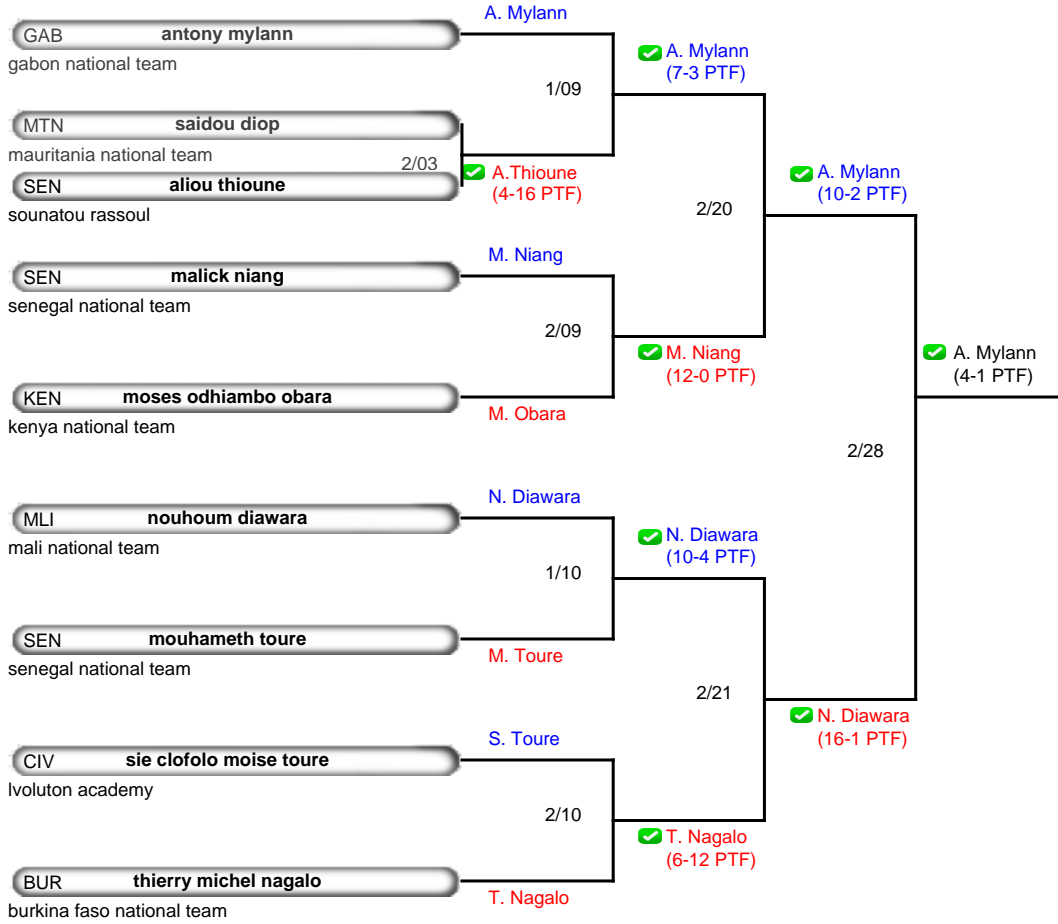 A. Mylann
GAB antony mylann
gabon national team
A. Mylann
(7-3 PTF)
1/09
MTN saidou diop
mauritania national team
2/03
A.Thioune
(4-16 PTF)
SEN aliou thioune
sounatou rassoul
A. Mylann
(10-2 PTF)
2/20
M. Niang
SEN malick niang
senegal national team
2/09
M. Niang
(12-0 PTF)
A. Mylann
(4-1 PTF)
KEN moses odhiambo obara
M. Obara
kenya national team
2/28
N. Diawara
MLI nouhoum diawara
mali national team
N. Diawara
(10-4 PTF)
1/10
SEN mouhameth toure
M. Toure
senegal national team
2/21
N. Diawara
(16-1 PTF)
S. Toure
CIV sie clofolo moise toure
Ivoluton academy
2/10
T. Nagalo
(6-12 PTF)
BUR thierry michel nagalo
T. Nagalo
burkina faso national team